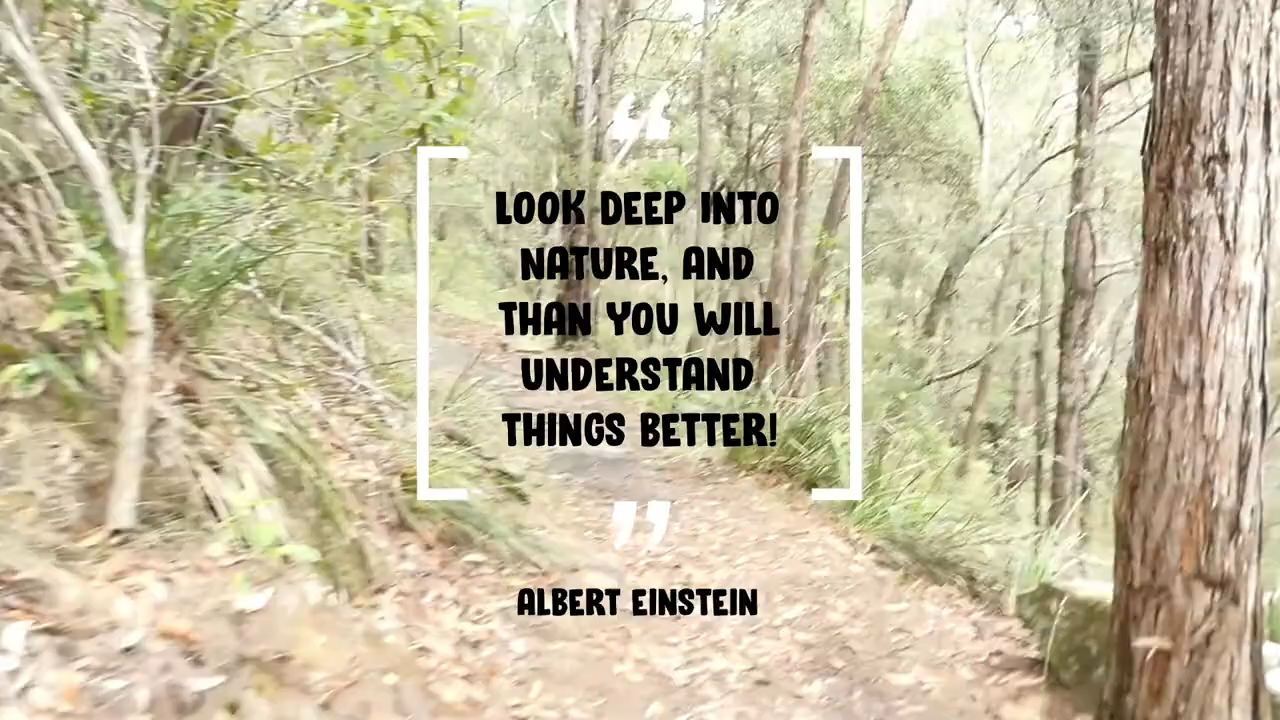 “
LOOK DEEP INTO
NATURE, AND
THAN YOU WILL
UNDERSTAND
THINGS BETTER!
”
ALBERT EINSTEIN